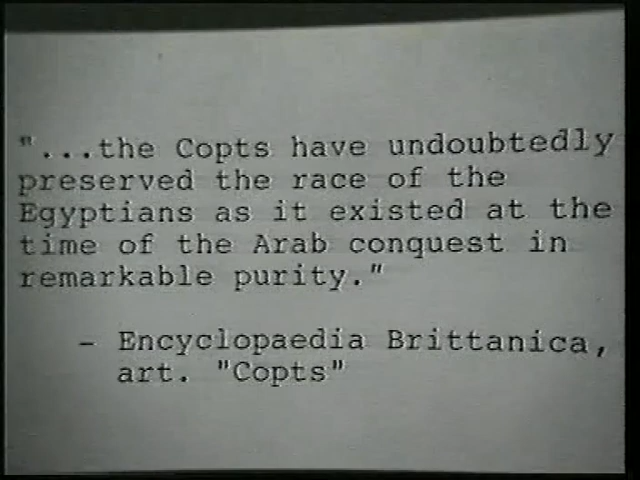 "...the Copts have undoubtedly
preserved the race of the
Egyptians as it existed at the
time of the Arab conquest in
remarkable purity."
- Encyclopaedia Brittanica,
art. "Copts"